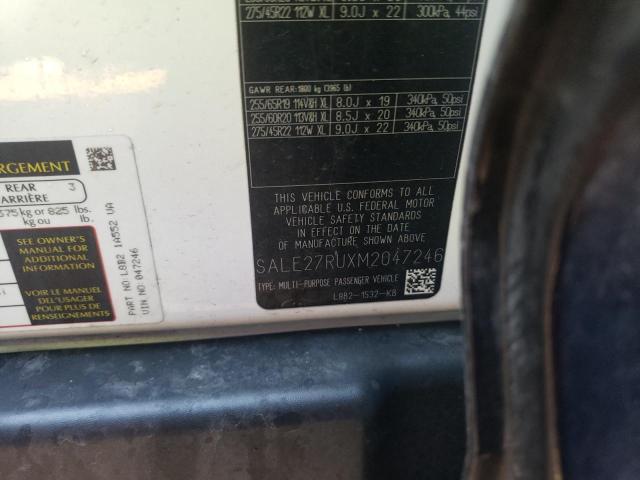 275/45R22 112W XL 9.0J x 22 300kPa, 44psi
GAWR REAR: 1800 kg (3965 lb)
255/65R19 114V&H XL 8.0J x 19 340kPa, 50psi
255/60R20 113V&H XL 8.5J x 20 340kPa, 50psi
275/45R22 112W XL 9.0J x 22 340kPa, 50psi
THIS VEHICLE CONFORMS TO ALL
APPLICABLE U.S. FEDERAL MOTOR
VEHICLE SAFETY STANDARDS
IN EFFECT ON THE DATE OF
MANUFACTURE SHOWN ABOVE
SALE27RUXM2047246
TYPE: MULTI-PURPOSE PASSENGER VEHICLE
L8B2-1532-KB
REAR 3
ARRIÈRE
375 kg or 825 lbs.
kg ou lb.
SEE OWNER'S
MANUAL FOR
ADDITIONAL
INFORMATION
VOIR LE MANUEL
DE L'USAGER
POUR PLUS DE
RENSEIGNEMENTS
PART NO: L8B2 1A552 UA
VIN NO: 047246